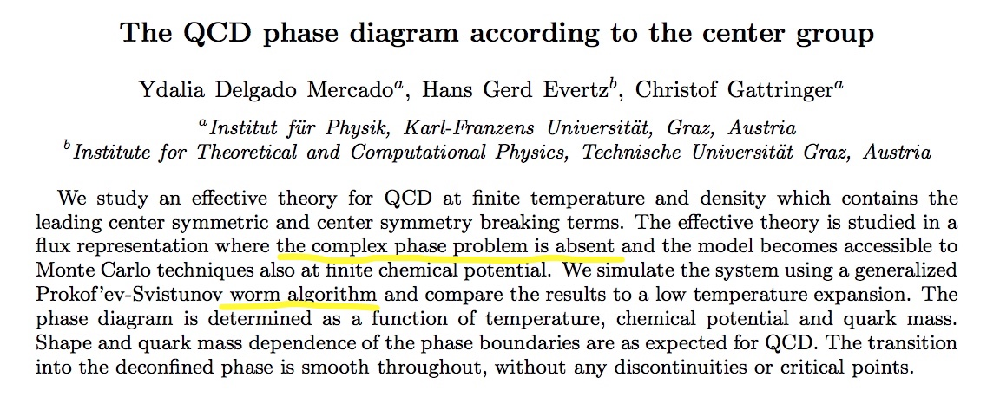 The QCD phase diagram according to the center group
Ydalia Delgado Mercadoᵃ, Hans Gerd Evertzᵇ, Christof Gattringerᵃ
ᵃInstitut für Physik, Karl-Franzens Universität, Graz, Austria
ᵇInstitute for Theoretical and Computational Physics, Technische Universität Graz, Austria
We study an effective theory for QCD at finite temperature and density which contains the
leading center symmetric and center symmetry breaking terms. The effective theory is studied in a
flux representation where the complex phase problem is absent and the model becomes accessible to
Monte Carlo techniques also at finite chemical potential. We simulate the system using a generalized
Prokof'ev-Svistunov worm algorithm and compare the results to a low temperature expansion. The
phase diagram is determined as a function of temperature, chemical potential and quark mass.
Shape and quark mass dependence of the phase boundaries are as expected for QCD. The transition
into the deconfined phase is smooth throughout, without any discontinuities or critical points.